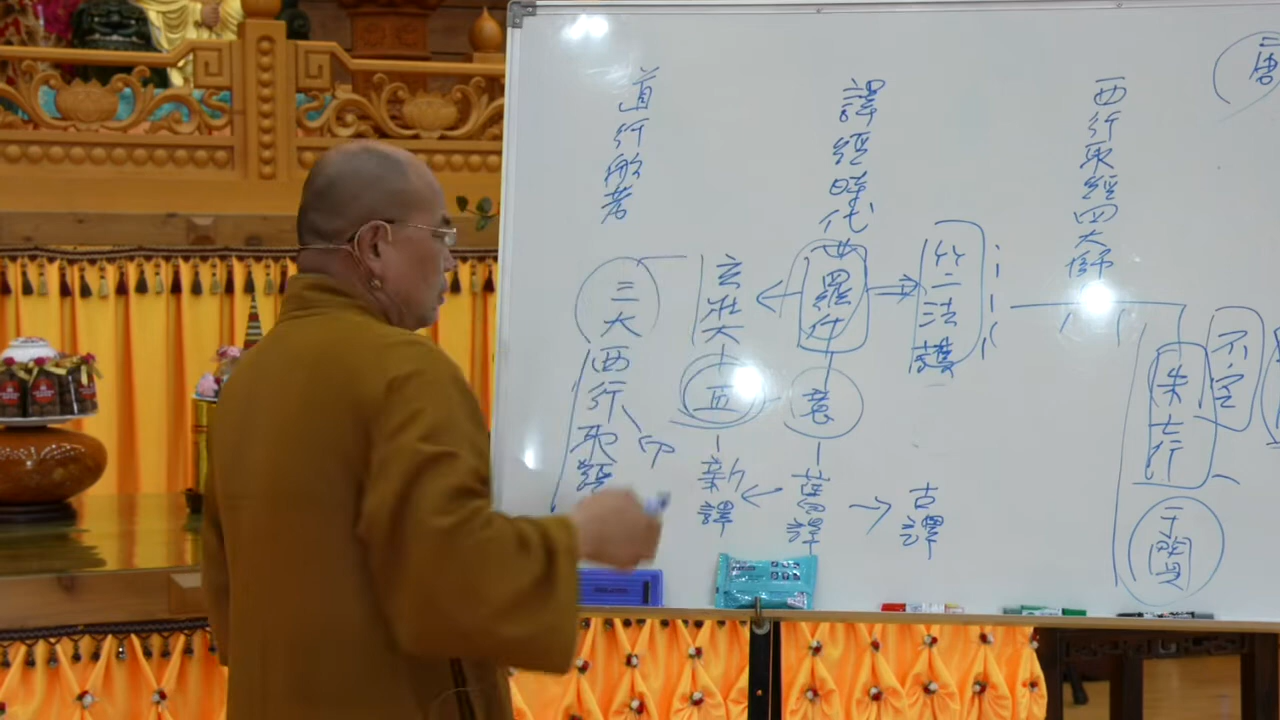 不空
西行取經四大師
朱士行
于闐
竺法護
古譯
譯經時代
羅什
意
舊譯
玄奘大
新譯
道行般若
三大西行取經
印